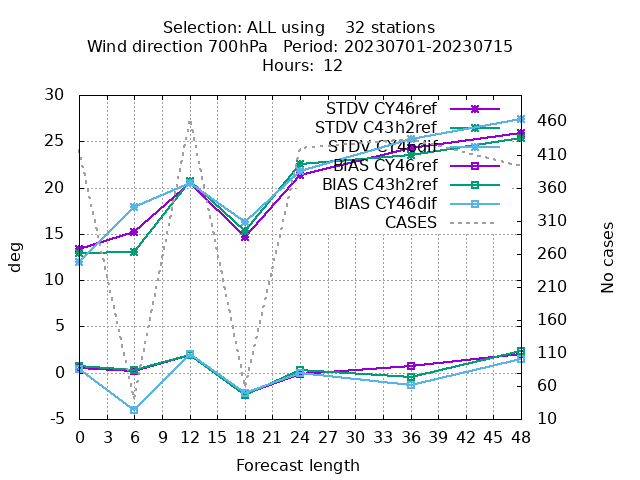 Selection: ALL using    32 stations
Wind direction 700hPa   Period: 20230701-20230715
Hours:  12
STDV CY46ref
STDV C43h2ref
STDV CY46dif
BIAS CY46ref
BIAS C43h2ref
BIAS CY46dif
CASES
30
25
20
15
10
5
0
-5
deg
460
410
360
310
260
210
160
110
60
10
No cases
0 3 6 9 12 15 18 21 24 27 30 33 36 39 42 45 48
Forecast length